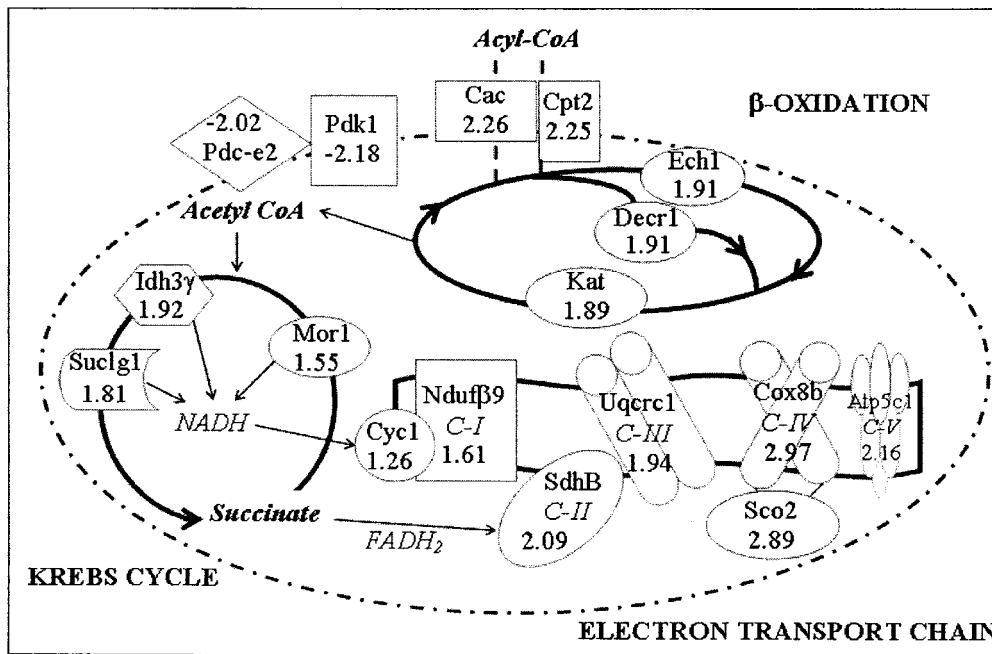 Acyl-CoA
Cac
2.26
Cpt2
2.25
β-OXIDATION
-2.02
Pdc-e2
Pdk1
-2.18
Ech1
1.91
Acetyl CoA
Decr1
1.91
Kat
1.89
Idh3γ
1.92
Mor1
1.55
Suclg1
1.81
NADH
Cyc1
1.26
Ndufβ9
C-I
1.61
Uqcrc1
C-III
1.94
Cox8b
C-IV
2.97
Atp5c1
C-V
2.16
SdhB
C-II
2.09
Sco2
2.89
Succinate
FADH₂
KREBS CYCLE
ELECTRON TRANSPORT CHAIN